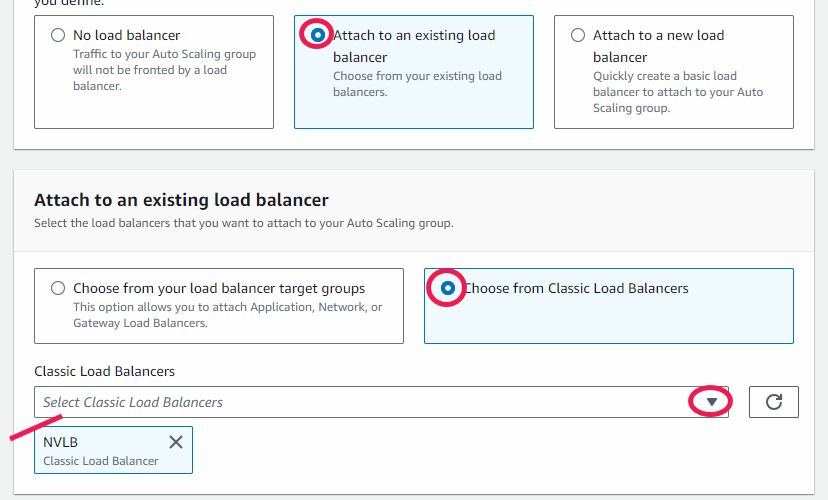 you define.
No load balancer
Traffic to your Auto Scaling group
will not be fronted by a load
balancer.
Attach to an existing load
balancer
Choose from your existing load
balancers.
Attach to a new load
balancer
Quickly create a basic load
balancer to attach to your Auto
Scaling group.
Attach to an existing load balancer
Select the load balancers that you want to attach to your Auto Scaling group.
Choose from your load balancer target groups
This option allows you to attach Application, Network, or
Gateway Load Balancers.
Choose from Classic Load Balancers
Classic Load Balancers
Select Classic Load Balancers
NVLB
Classic Load Balancer